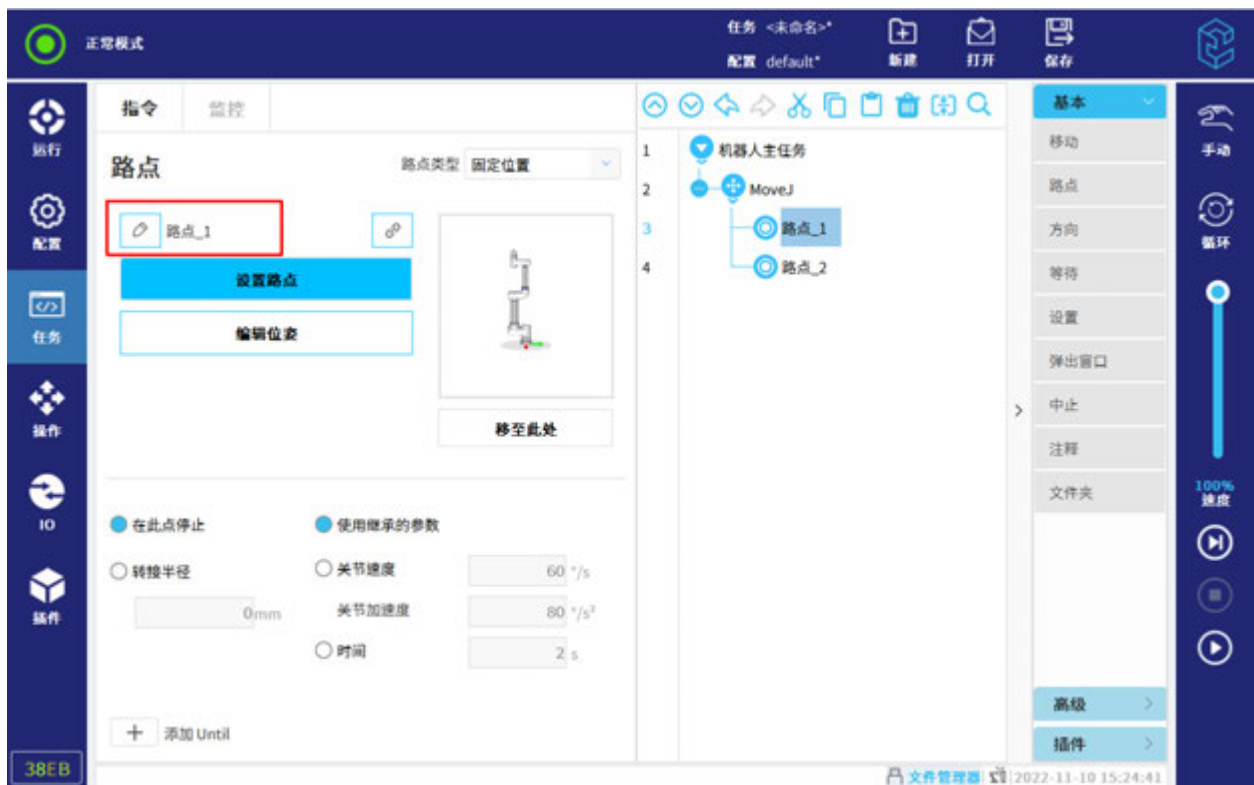 正常模式
任务 <未命名>*
配置 default*
新建
打开
保存
运行
配置
任务
操作
IO
插件
38EB
指令 监控
路点
路点类型 固定位置
路点_1
设置路点
编辑位姿
移至此处
在此点停止
使用继承的参数
转接半径
关节速度 60 °/s
0mm
关节加速度 80 °/s²
时间 2 s
添加 Until
1 机器人主任务
2 MoveJ
3 路点_1
4 路点_2
基本
移动
路点
方向
等待
设置
弹出窗口
中止
注释
文件夹
高级
插件
手动
循环
100%
速度
文件管理器 2022-11-10 15:24:41